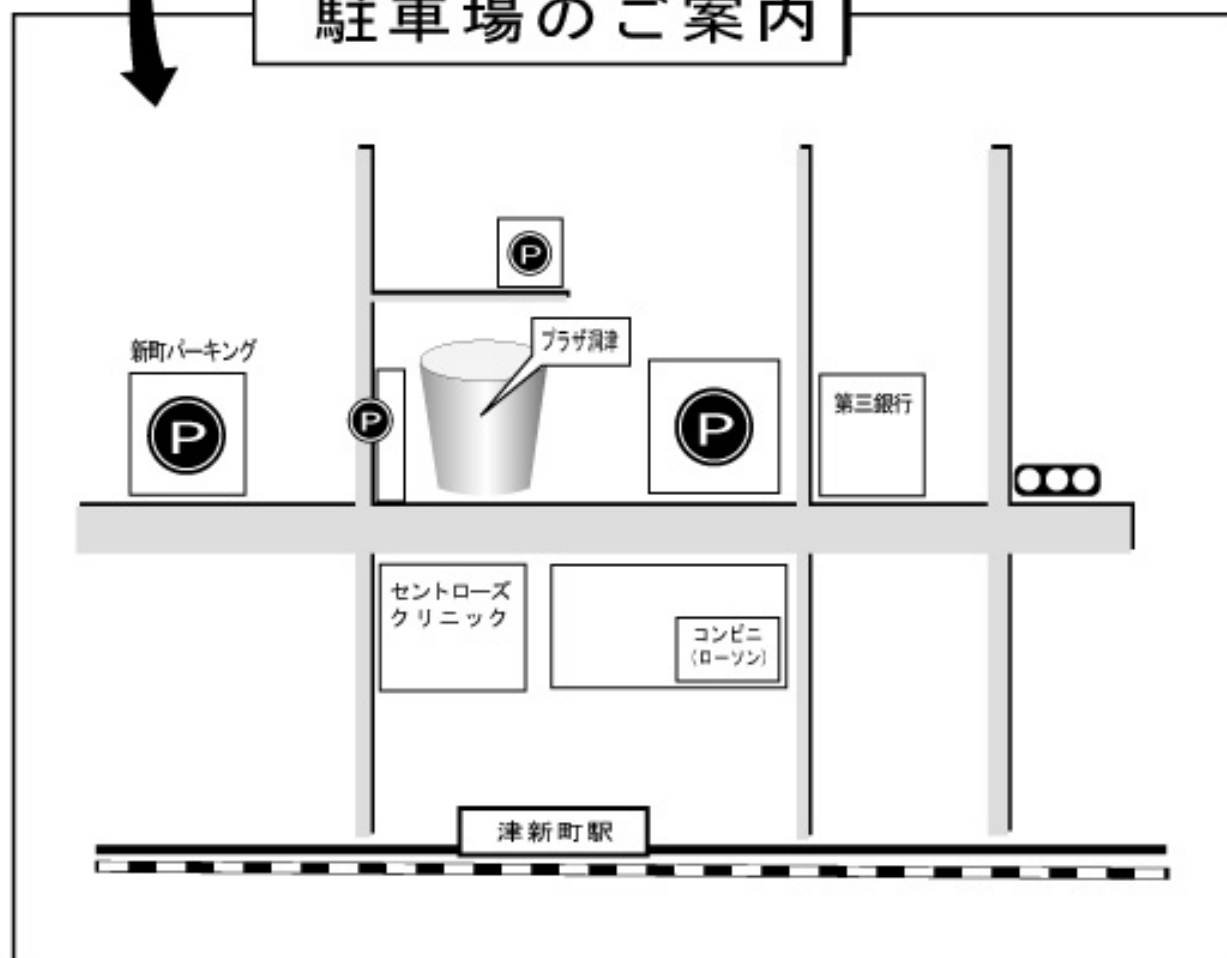 駐車場のご案内
P
プラザ洞津
新町パーキング
P
P
P
第三銀行
セントローズ
クリニック
コンビニ
(ローソン)
津新町駅